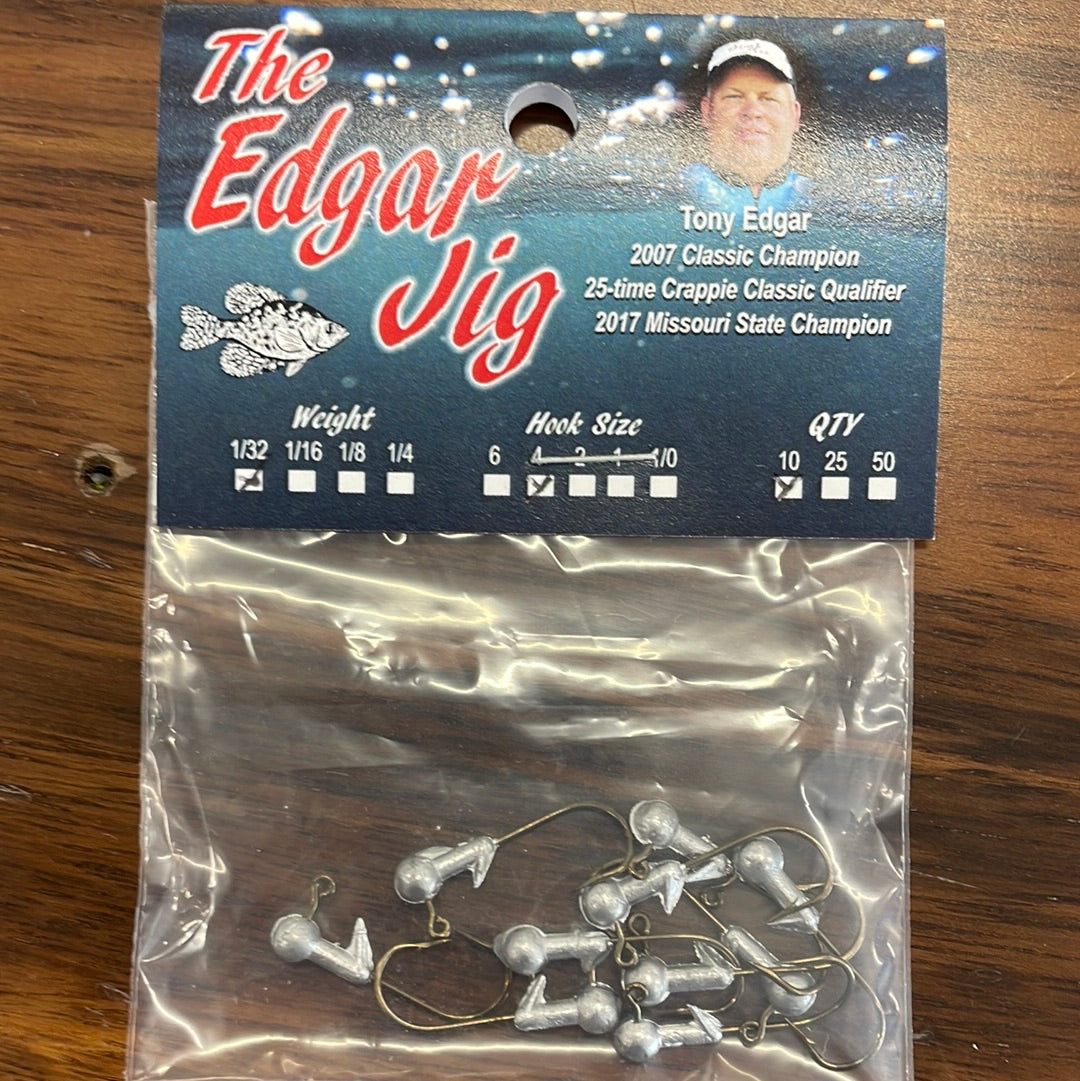 The
Edgar
Jig
Tony Edgar
2007 Classic Champion
25-time Crappie Classic Qualifier
2017 Missouri State Champion
Weight
1/32 1/16 1/8 1/4
Hook Size
6 4 2 1 1/0
QTY
10 25 50